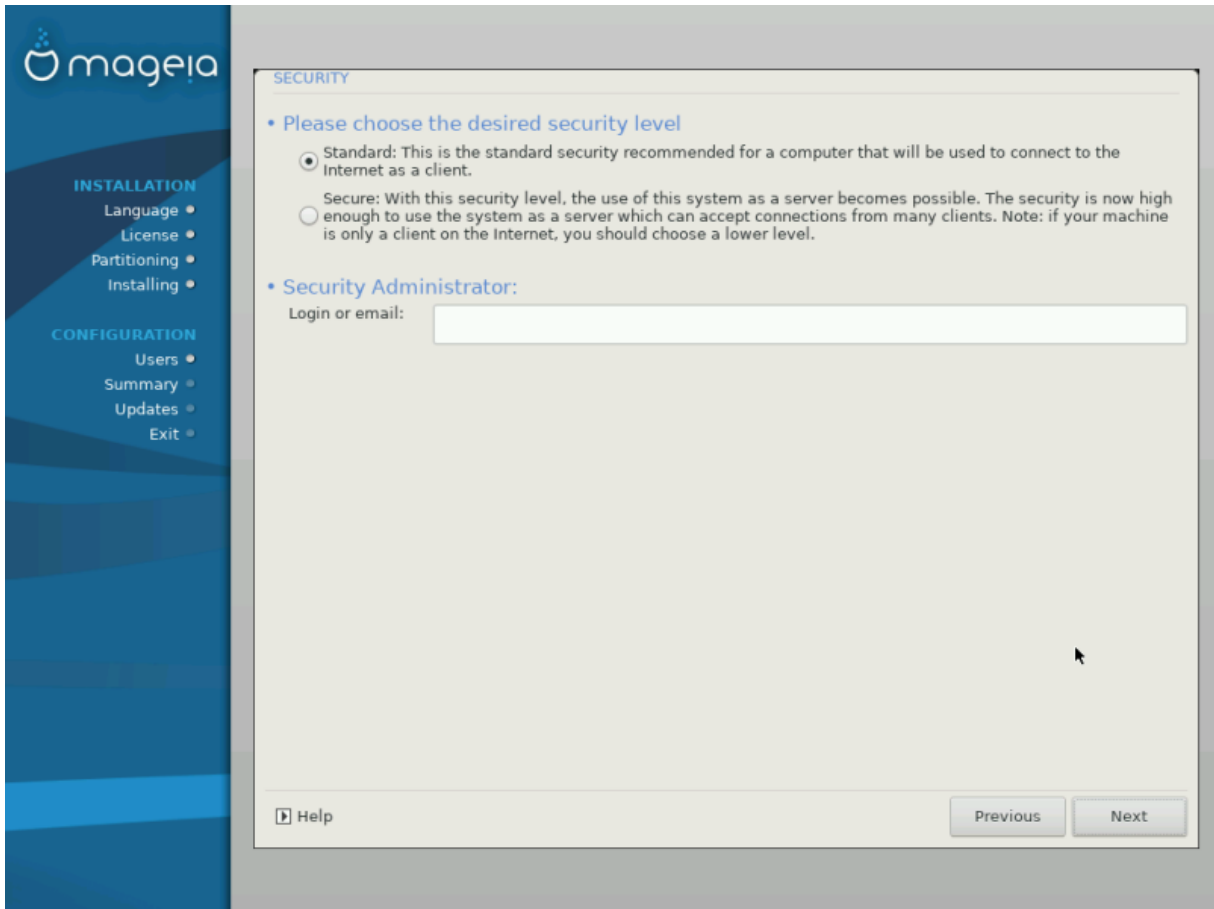 mageia
INSTALLATION
Language
License
Partitioning
Installing
CONFIGURATION
Users
Summary
Updates
Exit
SECURITY
• Please choose the desired security level
Standard: This is the standard security recommended for a computer that will be used to connect to the
Internet as a client.
Secure: With this security level, the use of this system as a server becomes possible. The security is now high
enough to use the system as a server which can accept connections from many clients. Note: if your machine
is only a client on the Internet, you should choose a lower level.
• Security Administrator:
Login or email:
Help
Previous
Next